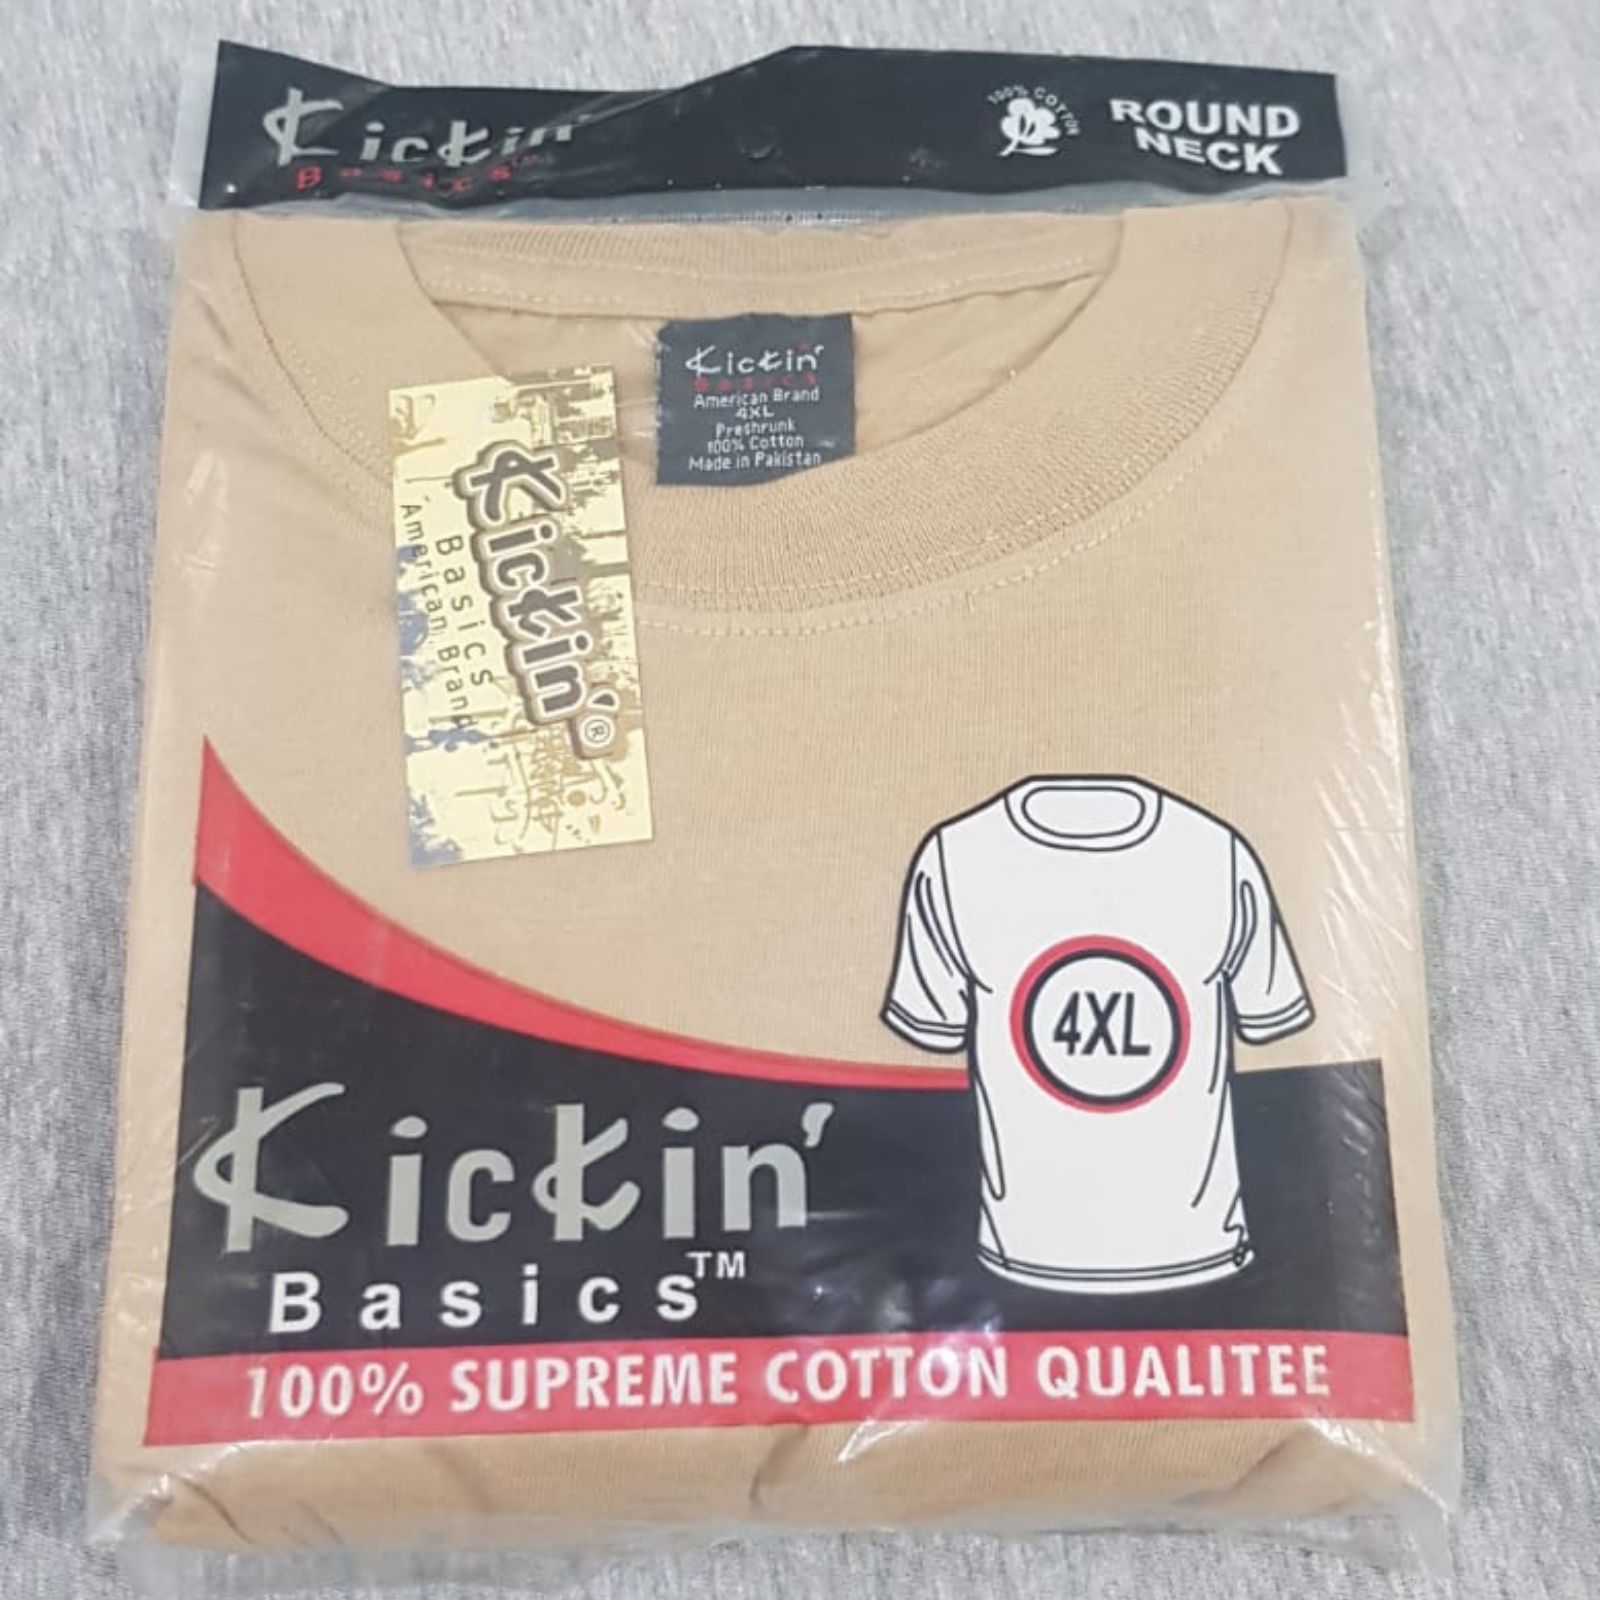 Kickin'
Basics
100% COTTON
ROUND
NECK
Kickin'
Basics
American Brand
4XL
Preshrunk
100% Cotton
Made in Pakistan
Kickin'®
Basics
American Brand
4XL
Kickin'
Basics™
100% SUPREME COTTON QUALITEE